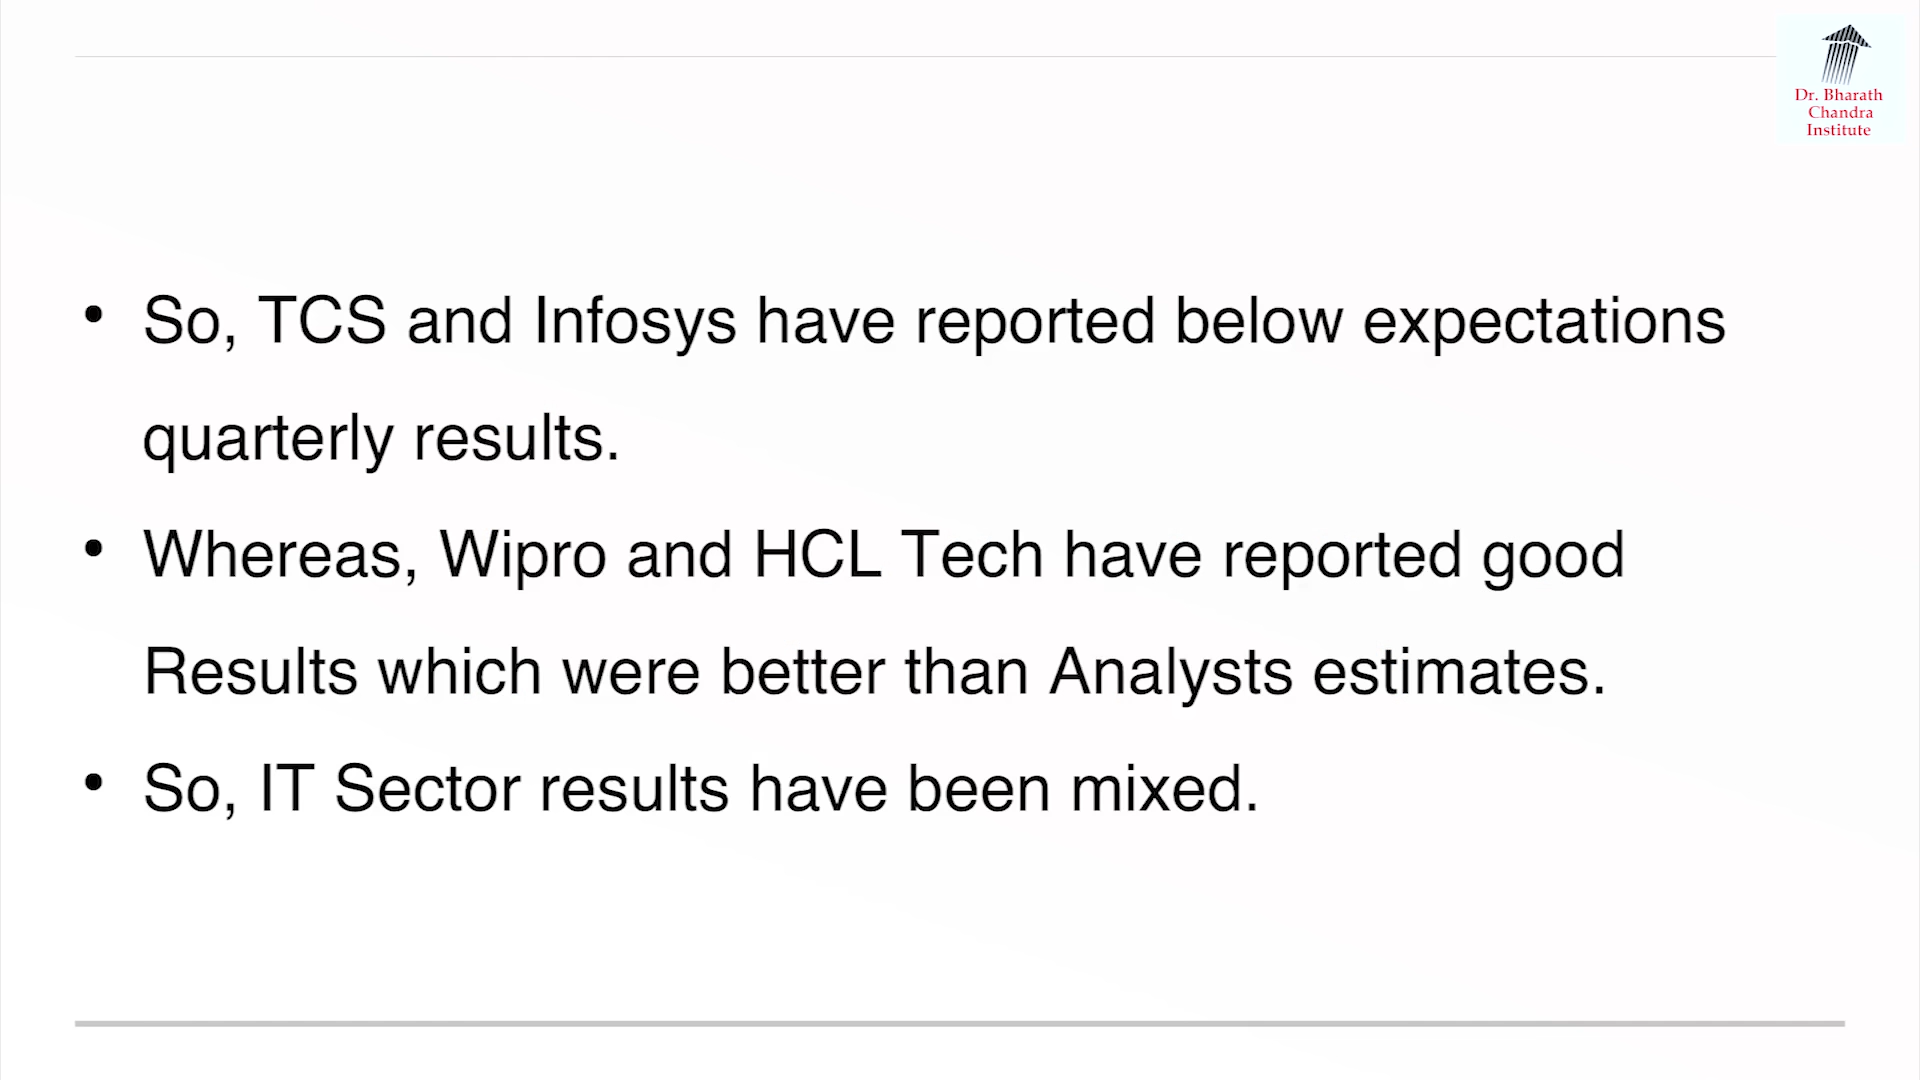 Dr. Bharath
Chandra
Institute
• So, TCS and Infosys have reported below expectations
quarterly results.
• Whereas, Wipro and HCL Tech have reported good
Results which were better than Analysts estimates.
• So, IT Sector results have been mixed.